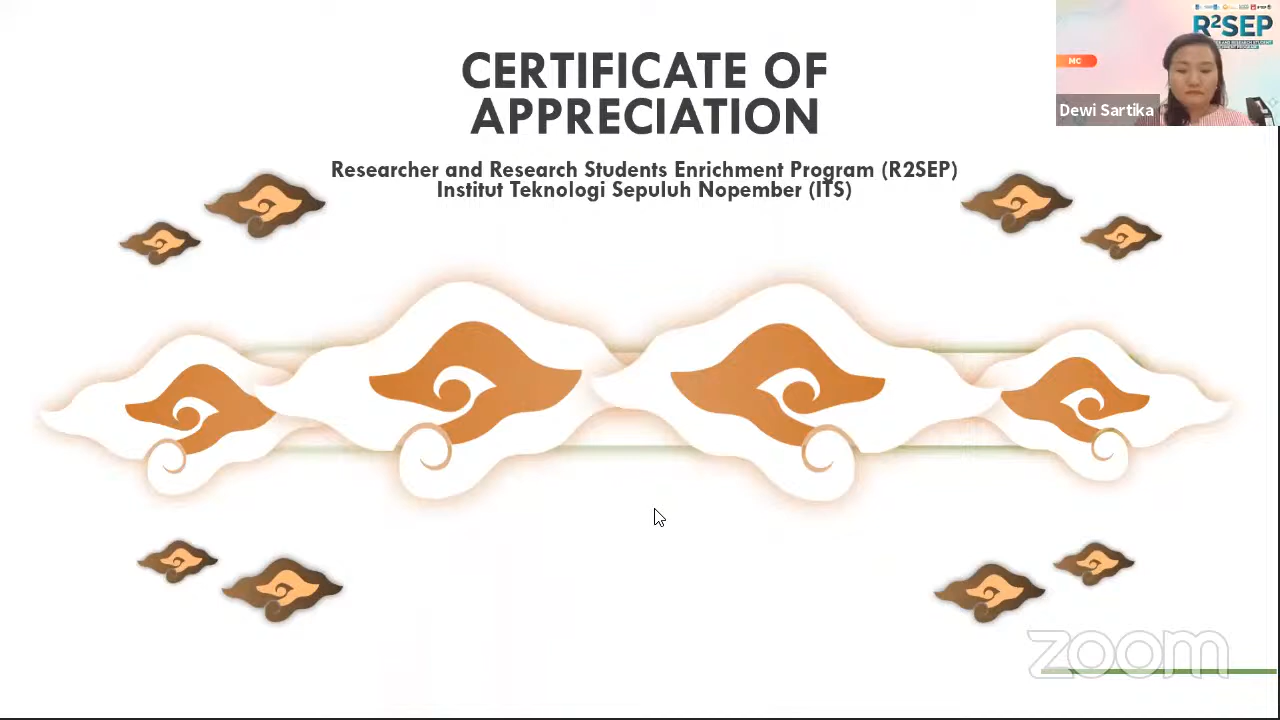 CERTIFICATE OF
APPRECIATION
Researcher and Research Students Enrichment Program (R2SEP)
Institut Teknologi Sepuluh Nopember (ITS)
R²SEP
MC
Dewi Sartika
zoom